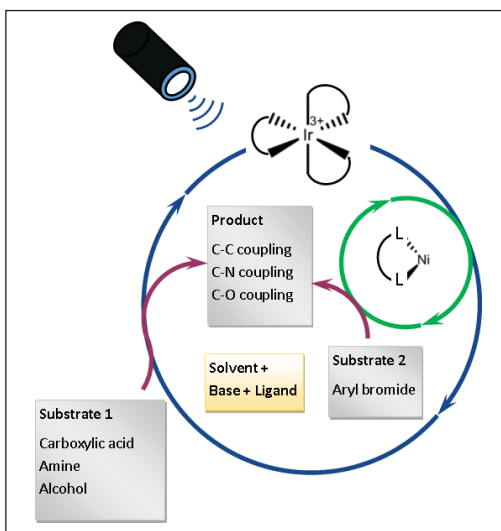 3+
Ir
Product
C-C coupling
C-N coupling
C-O coupling
L
Ni
L
Solvent +
Base + Ligand
Substrate 2
Aryl bromide
Substrate 1
Carboxylic acid
Amine
Alcohol